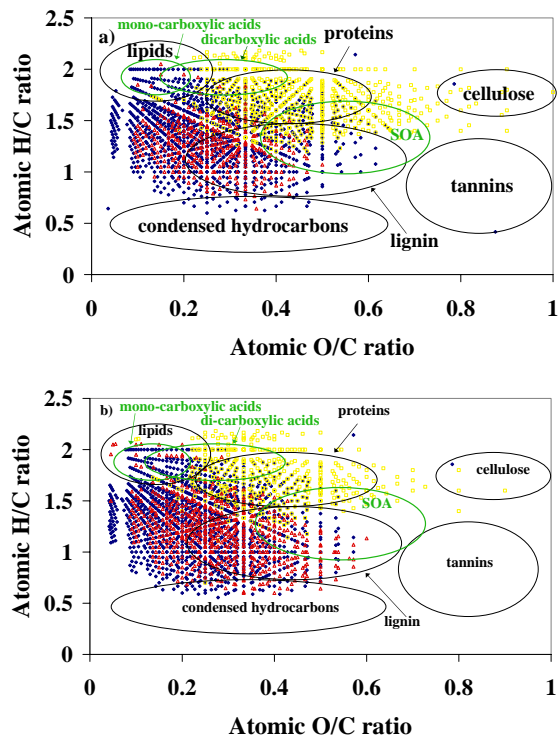 a)
mono-carboxylic acids
dicarboxylic acids
lipids
proteins
2.5
2
1.5
1
0.5
0
cellulose
SOA
tannins
condensed hydrocarbons
lignin
0
0.2
0.4
0.6
0.8
1
Atomic H/C ratio
Atomic O/C ratio
b)
mono-carboxylic acids
di-carboxylic acids
lipids
proteins
2.5
2
1.5
1
0.5
0
cellulose
SOA
tannins
condensed hydrocarbons
lignin
0
0.2
0.4
0.6
0.8
1
Atomic H/C ratio
Atomic O/C ratio